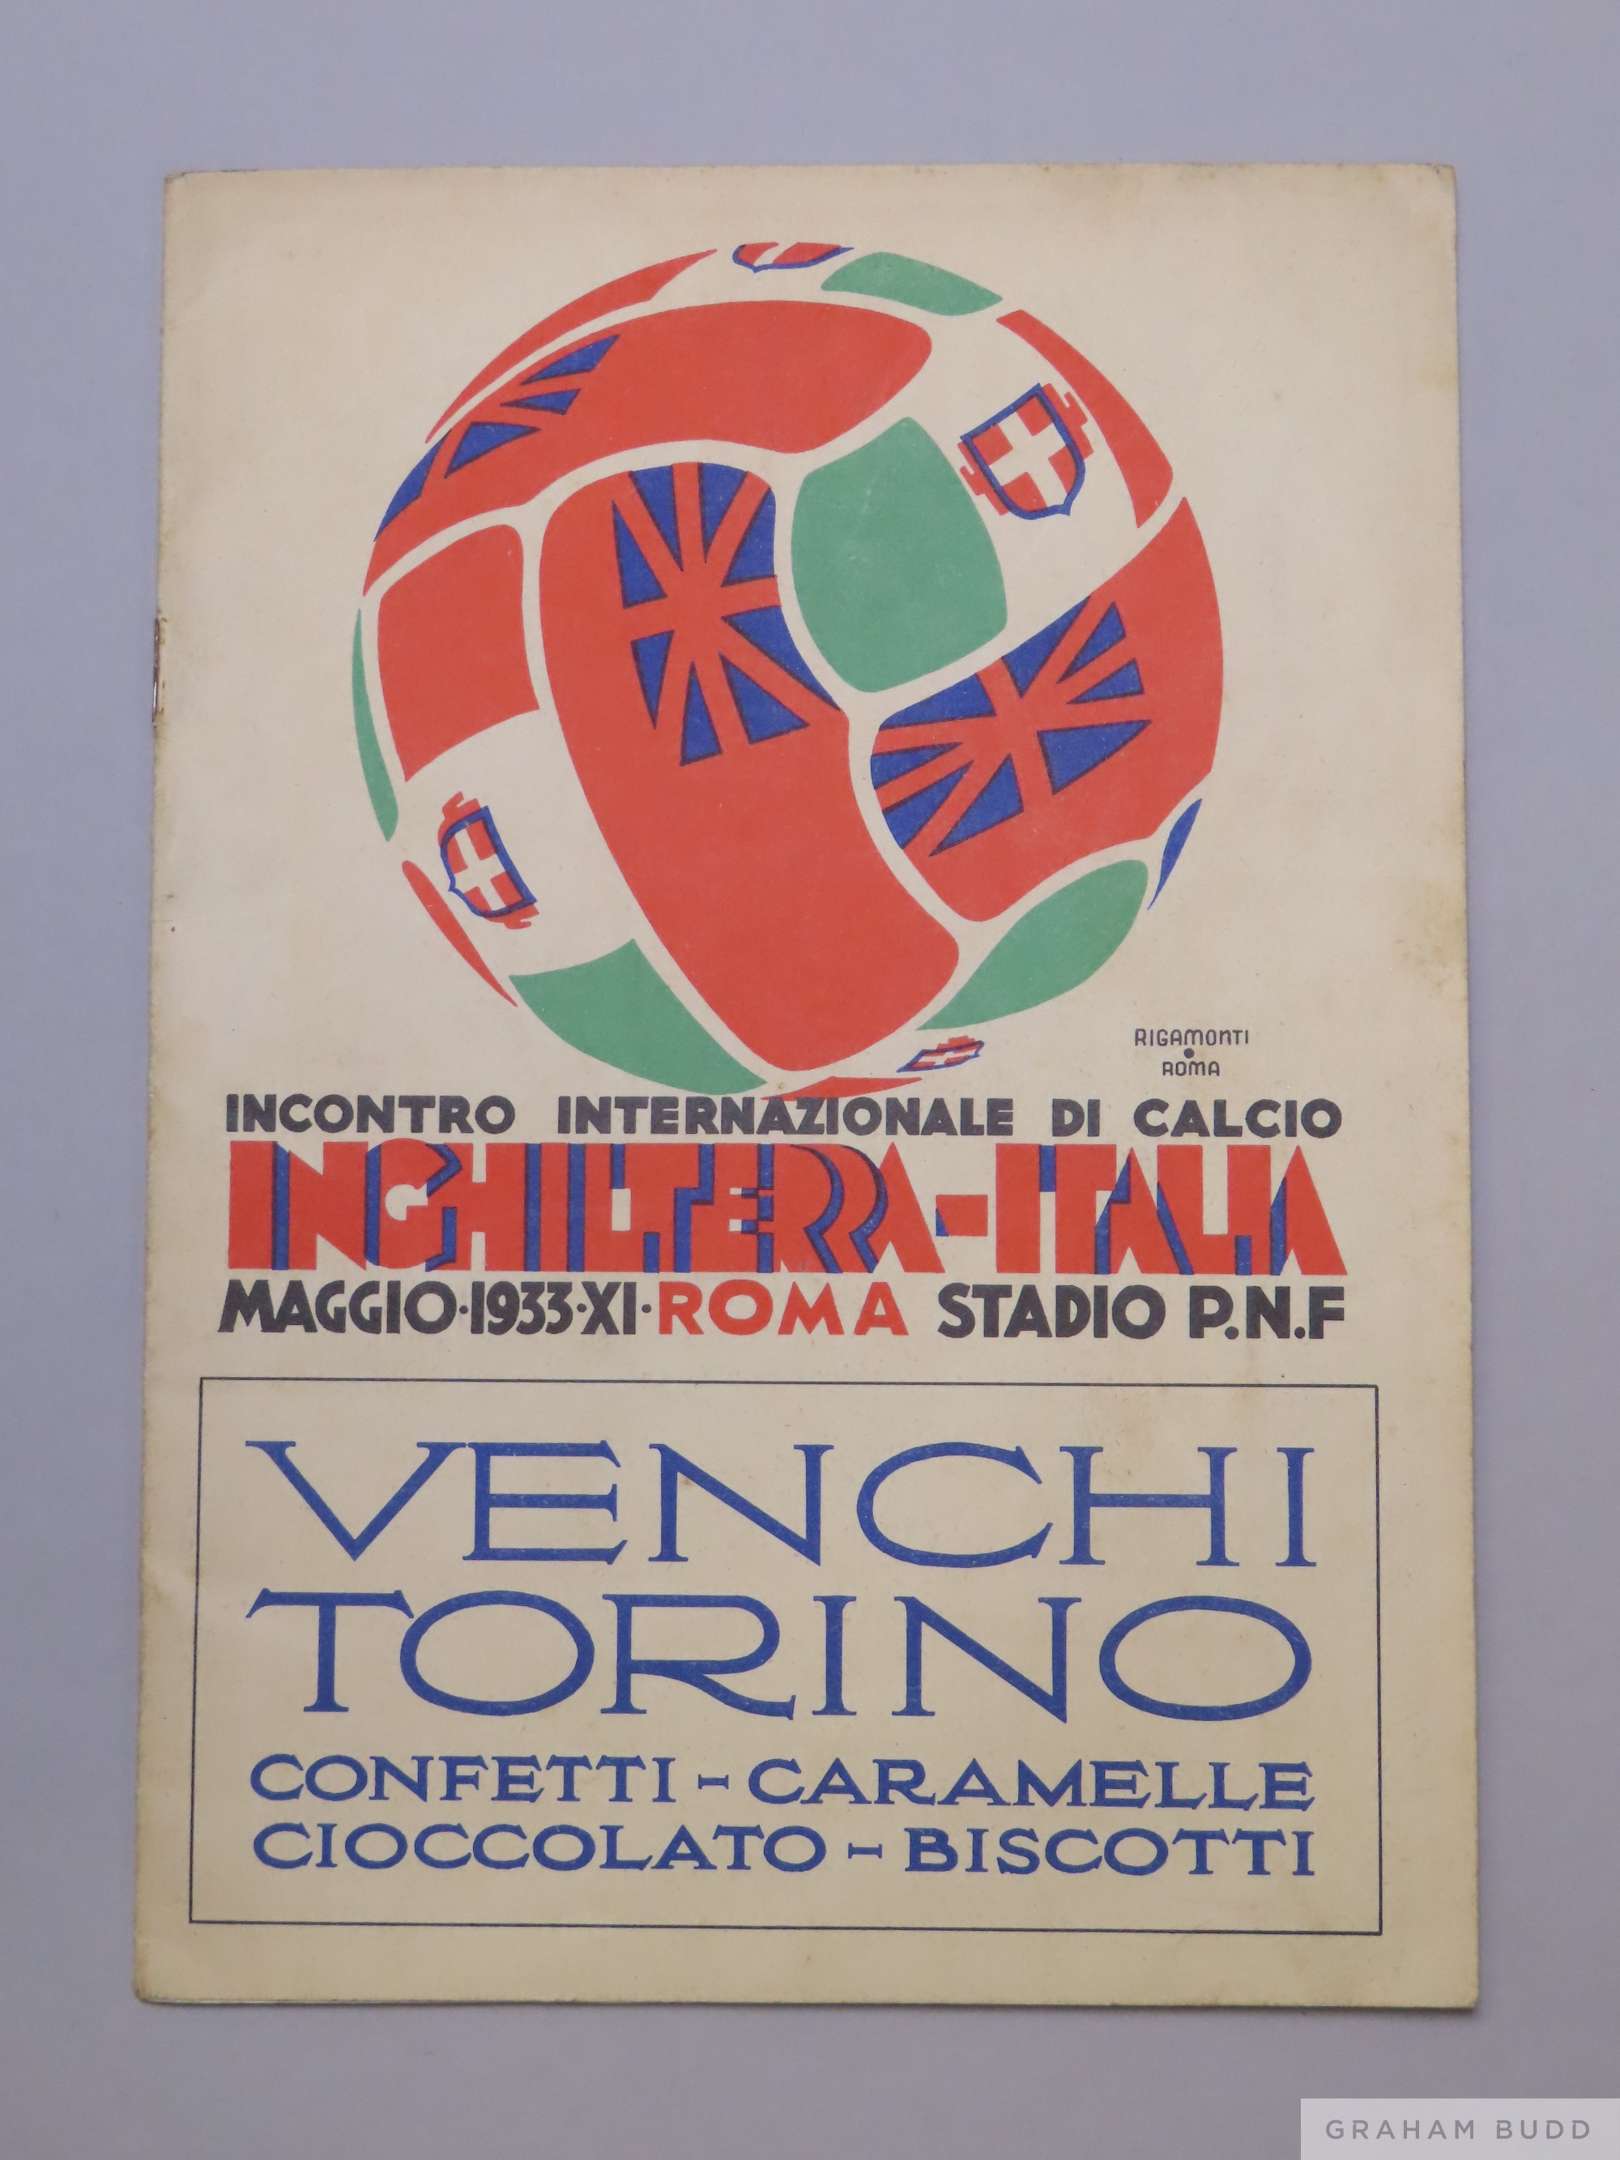 RIGAMONTI
ROMA
INCONTRO INTERNAZIONALE DI CALCIO
INGHILTERRA-ITALIA
MAGGIO·1933·XI·ROMA STADIO P.N.F
VENCHI
TORINO
CONFETTI-CARAMELLE
CIOCCOLATO-BISCOTTI
GRAHAM BUDD